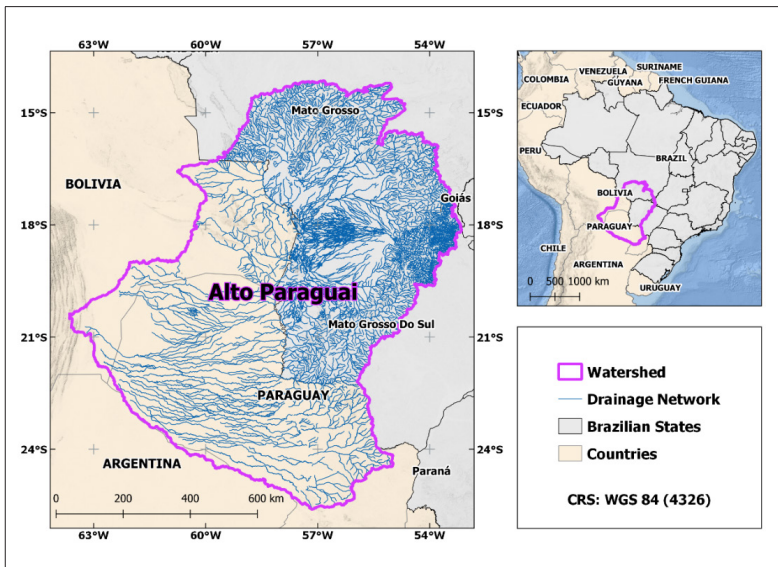 63°W 60°W 57°W 54°W
15°S 15°S
Mato Grosso
BOLIVIA
Goiás
18°S 18°S
Alto Paraguai
Mato Grosso Do Sul
21°S 21°S
PARAGUAY
24°S 24°S
ARGENTINA
Paraná
0 200 400 600 km
63°W 60°W 57°W 54°W
VENEZUELA
SURINAME
GUYANA
FRENCH GUIANA
COLOMBIA
ECUADOR
PERU
BRAZIL
BOLIVIA
PARAGUAY
CHILE
ARGENTINA
0 500 1000 km
URUGUAY
Watershed
Drainage Network
Brazilian States
Countries
CRS: WGS 84 (4326)